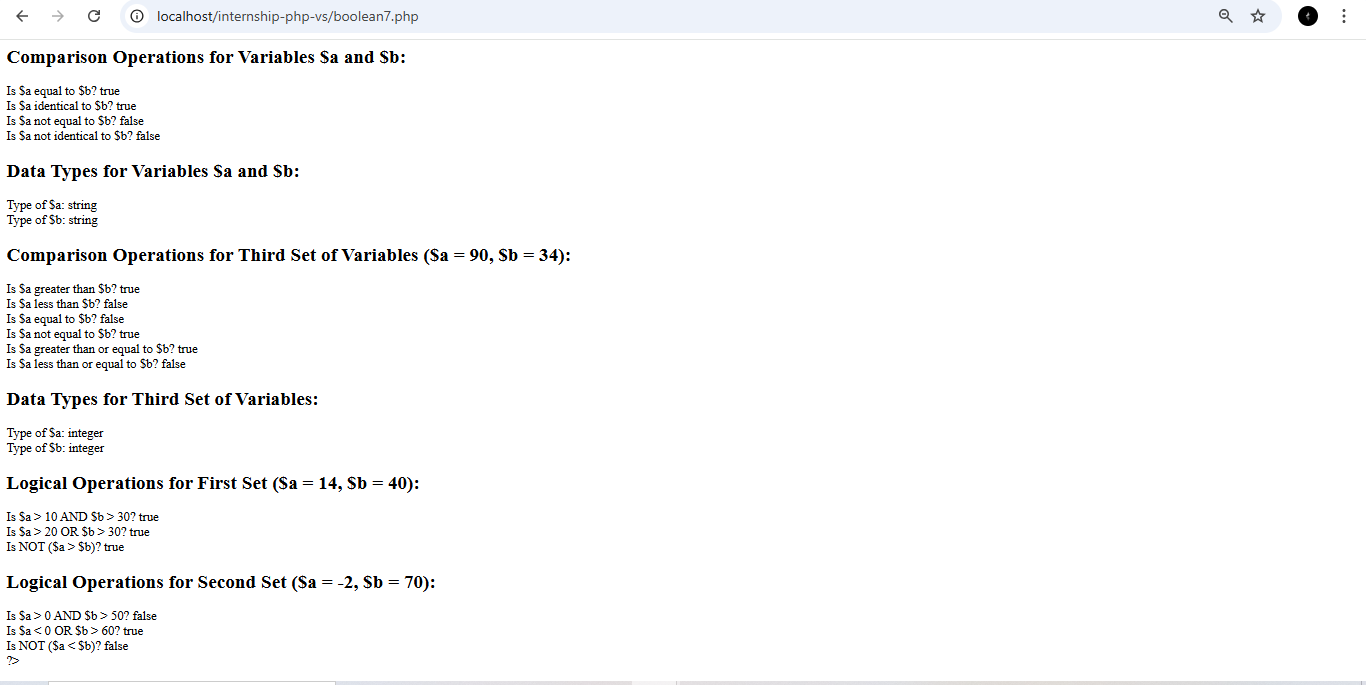 localhost/internship-php-vs/boolean7.php
Comparison Operations for Variables $a and $b:
Is $a equal to $b? true
Is $a identical to $b? true
Is $a not equal to $b? false
Is $a not identical to $b? false
Data Types for Variables $a and $b:
Type of $a: string
Type of $b: string
Comparison Operations for Third Set of Variables ($a = 90, $b = 34):
Is $a greater than $b? true
Is $a less than $b? false
Is $a equal to $b? false
Is $a not equal to $b? true
Is $a greater than or equal to $b? true
Is $a less than or equal to $b? false
Data Types for Third Set of Variables:
Type of $a: integer
Type of $b: integer
Logical Operations for First Set ($a = 14, $b = 40):
Is $a > 10 AND $b > 30? true
Is $a > 20 OR $b > 30? true
Is NOT ($a > $b)? true
Logical Operations for Second Set ($a = -2, $b = 70):
Is $a > 0 AND $b > 50? false
Is $a < 0 OR $b > 60? true
Is NOT ($a < $b)? false
?>